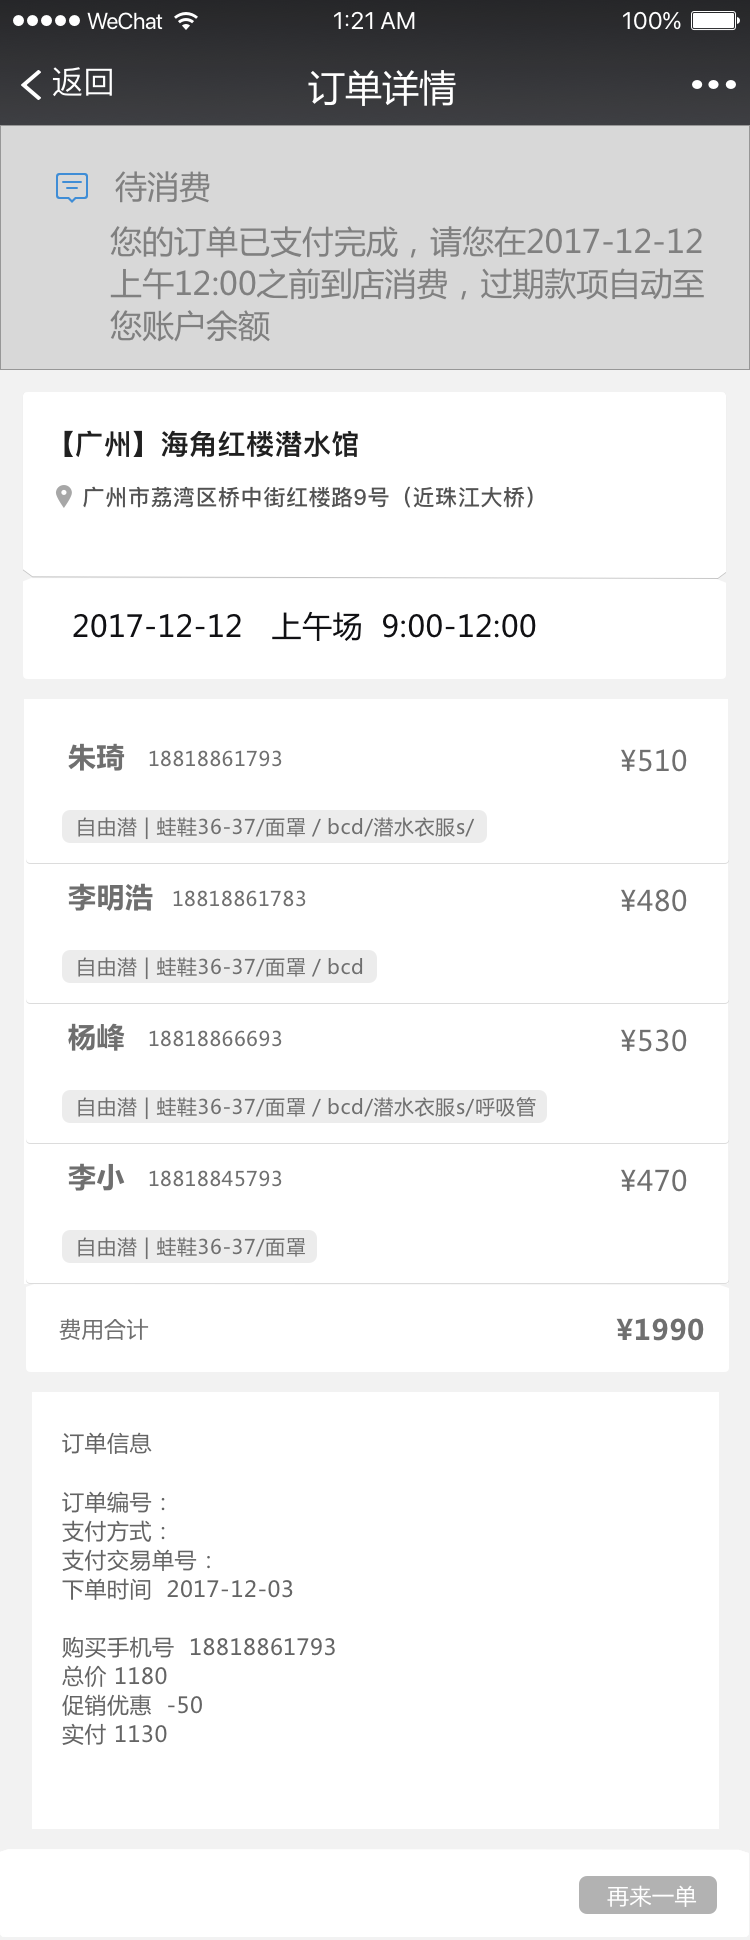 WeChat 1:21 AM 100%
返回 订单详情
待消费
您的订单已支付完成，请您在2017-12-12
上午12:00之前到店消费，过期款项自动至
您账户余额
【广州】海角红楼潜水馆
广州市荔湾区桥中街红楼路9号（近珠江大桥）
2017-12-12 上午场 9:00-12:00
朱琦 18818861793 ¥510
自由潜 | 蛙鞋36-37/面罩 / bcd/潜水衣服s/
李明浩 18818861783 ¥480
自由潜 | 蛙鞋36-37/面罩 / bcd
杨峰 18818866693 ¥530
自由潜 | 蛙鞋36-37/面罩 / bcd/潜水衣服s/呼吸管
李小 18818845793 ¥470
自由潜 | 蛙鞋36-37/面罩
费用合计 ¥1990
订单信息
订单编号：
支付方式：
支付交易单号：
下单时间 2017-12-03
购买手机号 18818861793
总价 1180
促销优惠 -50
实付 1130
再来一单